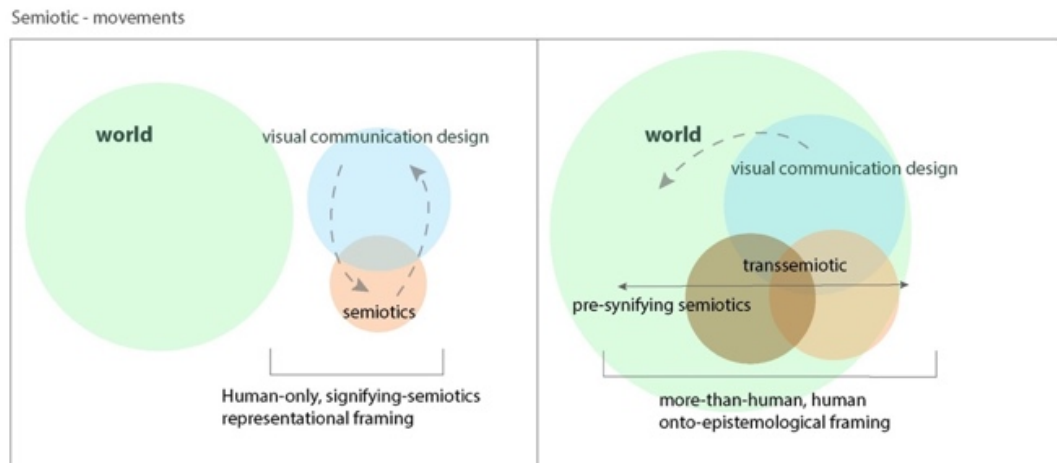 Semiotic - movements
world
visual communication design
semiotics
Human-only, signifying-semiotics
representational framing
world
visual communication design
transsemiotic
pre-synifying semiotics
more-than-human, human
onto-epistemological framing